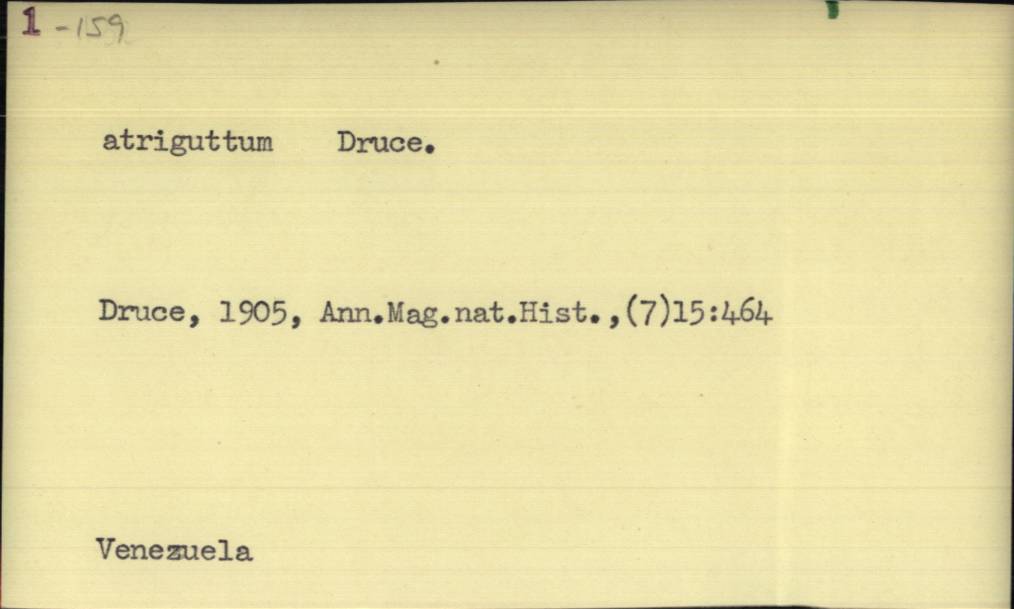 1 -159
atriguttum Druce.
Druce, 1905, Ann.Mag.nat.Hist.,(7)15:464
Venezuela